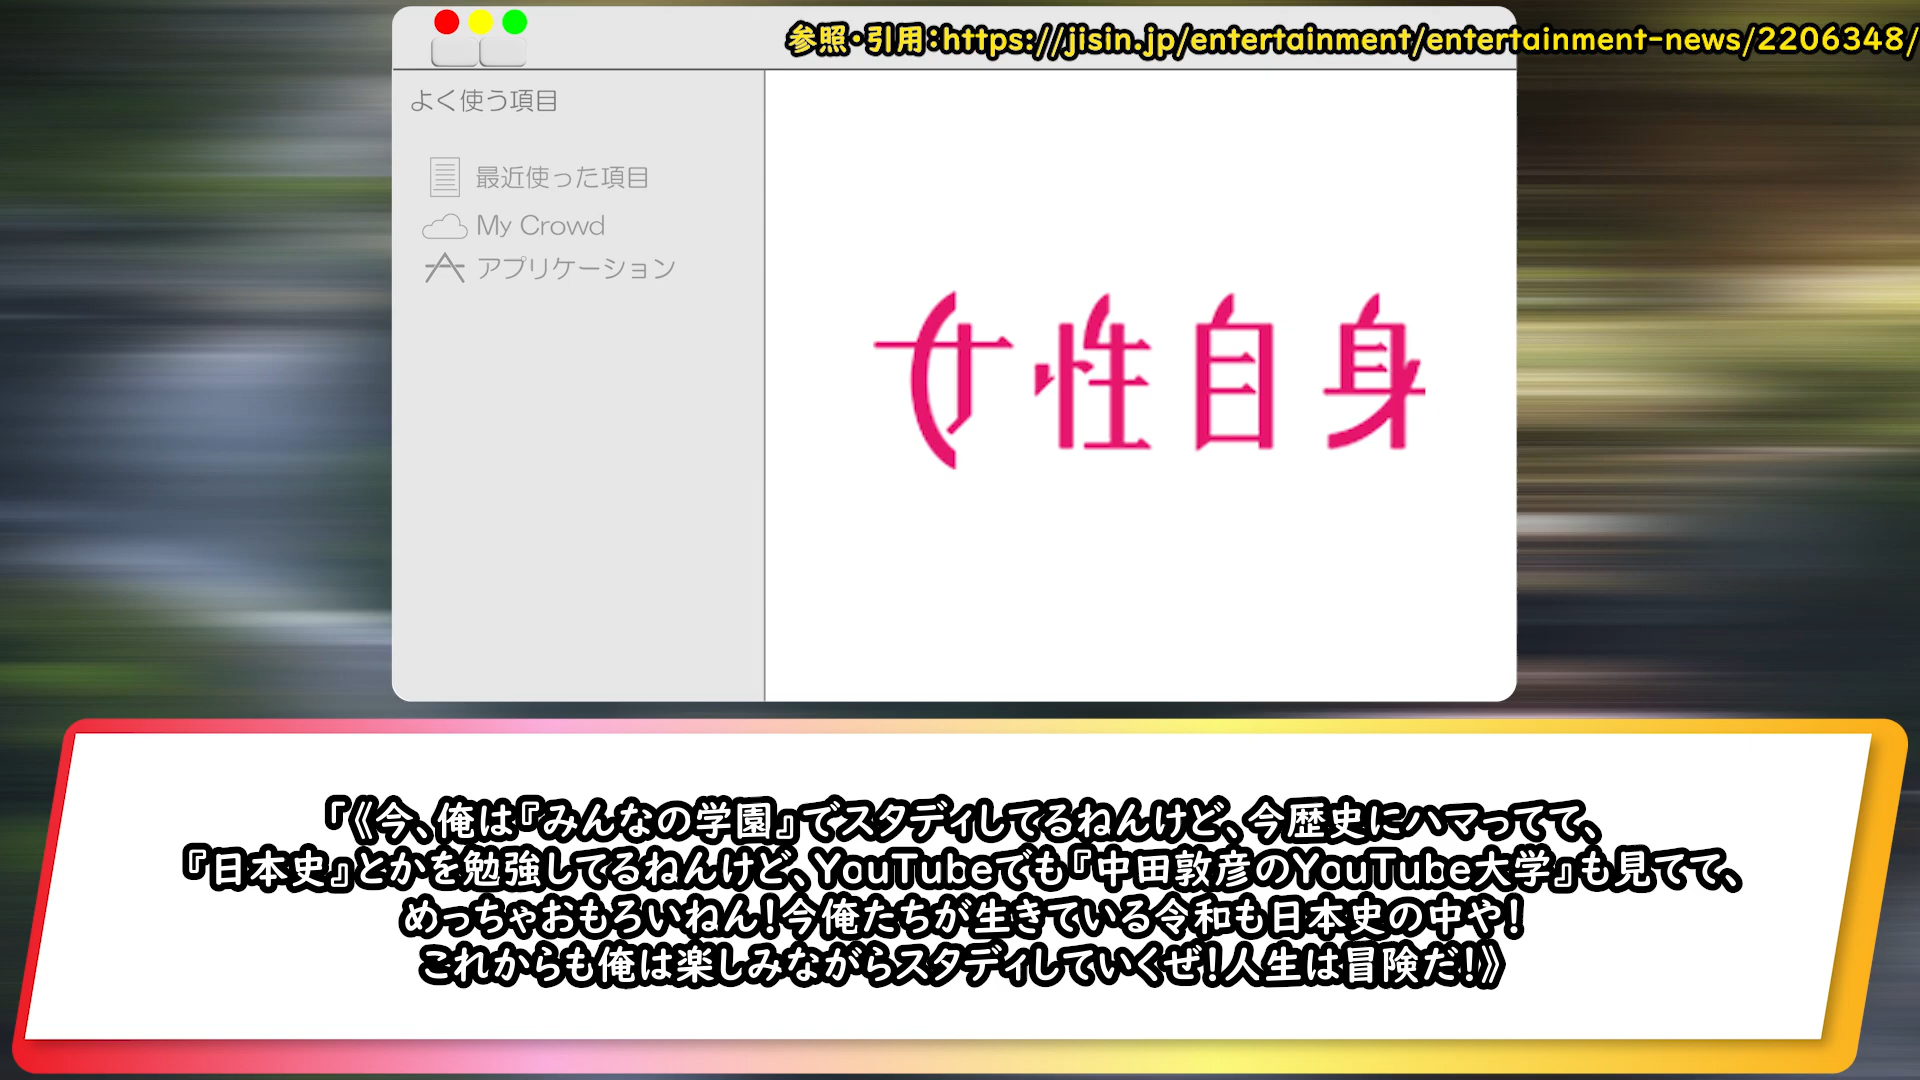 参照・引用：https://jisin.jp/entertainment/entertainment-news/2206348/
よく使う項目
最近使った項目
My Crowd
アプリケーション
女性自身
「《今、俺は『みんなの学園』でスタディしてるねんけど、今歴史にハマってて、
『日本史』とかを勉強してるねんけど、YouTubeでも『中田敦彦のYouTube大学』も見てて、
めっちゃおもろいねん！今俺たちが生きている令和も日本史の中や！
これからも俺は楽しみながらスタディしていくぜ！人生は冒険だ！》